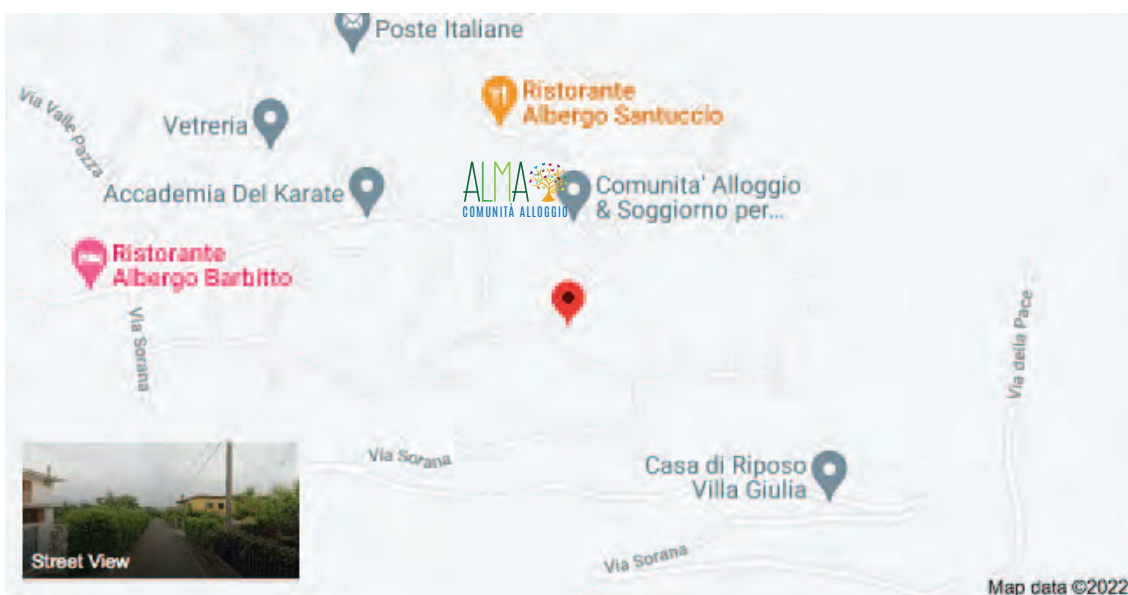 Poste Italiane
Ristorante
Albergo Santuccio
Via Valle Pazza
Vetreria
ALMA
COMUNITÀ ALLOGGIO
Comunita' Alloggio
& Soggiorno per...
Accademia Del Karate
Ristorante
Albergo Barbitto
Via Sorana
Via della Pace
Via Sorana
Casa di Riposo
Villa Giulia
Street View
Via Sorana
Map data ©2022